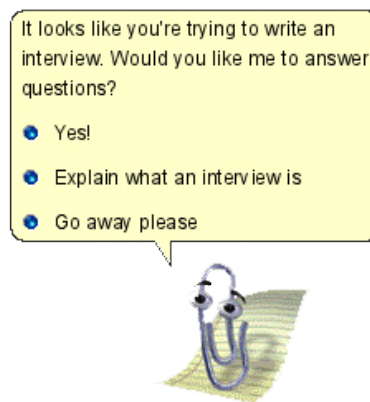 It looks like you're trying to write an
interview. Would you like me to answer
questions?
Yes!
Explain what an interview is
Go away please